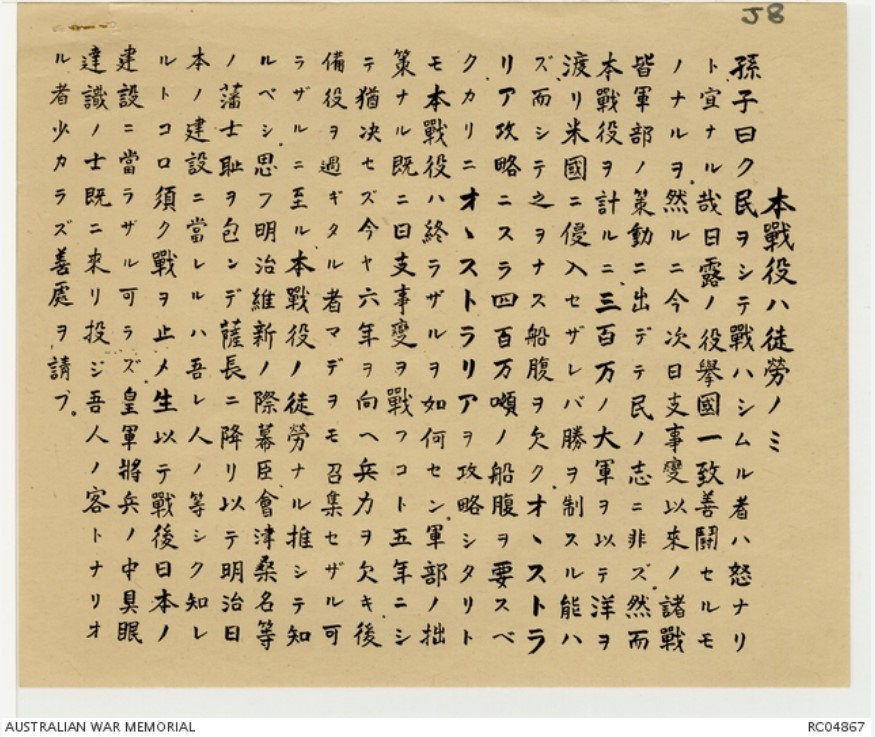 J8
本戰役ハ徒勞ノミ
孫子曰ク民ヲシテ戰ハシムル者ハ怒ナリ
ト宜ナル哉日露ノ役擧國一致善鬪セルモ
ノナルヲ然ルニ今次日支事變以來ノ諸戰
皆軍部ノ策動ニ出デテ民ノ志ニ非ズ然而
本戰役ヲ計ルニ三百万ノ大軍ヲ以テ洋ヲ
渡リ米國ニ侵入セザレバ勝ヲ制スル能ハ
ズ而シテ之ヲナス船腹ヲ欠クオヽストラ
リア攻略ニスラ四百万噸ノ船腹ヲ要スベ
クカリニオヽストラリアヲ攻略シタリト
モ本戰役ハ終ラザルヲ如何セン軍部ノ拙
策ナル既ニ日支事變ヲ戰フコト五年ニシ
テ猶决セズ今ヤ六年ヲ向ヘ兵力ヲ欠キ後
備役ヲ過ギタル者マデヲモ召集セザル可
ラザルニ至ル本戰役ノ徒勞ナル推シテ知
ルベシ思フ明治維新ノ際幕臣會津桑名等
ノ藩士耻ヲ包ンデ薩長ニ降リ以テ明治日
本ノ建設ニ當レルハ吾レ人ノ等シク知レ
ルトコロ須ク戰ヲ止メ生以テ戰後日本ノ
建設ニ當ラザル可ラズ皇軍將兵ノ中具眼
達識ノ士既ニ來リ投ジ吾人ノ客トナリオ
ル者少カラズ善處ヲ請フ。
AUSTRALIAN WAR MEMORIAL
RC04867